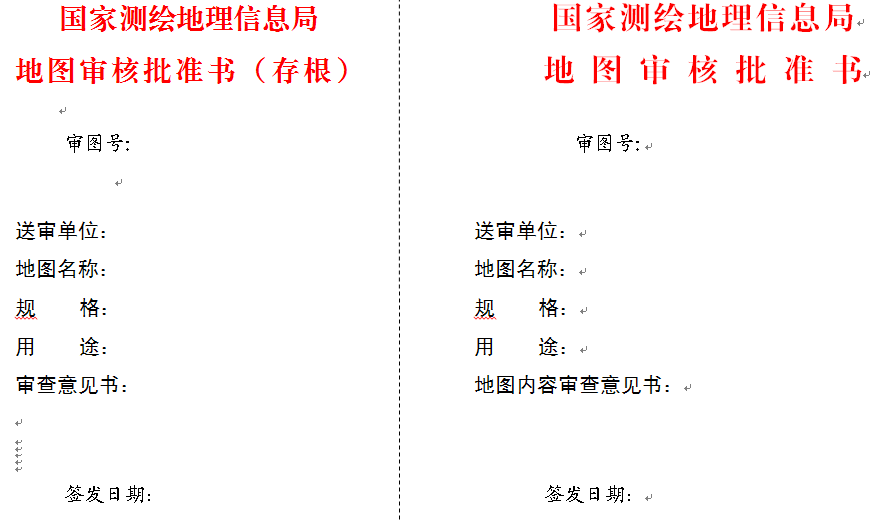 国家测绘地理信息局
地图审核批准书（存根）
审图号:
送审单位：
地图名称：
规　　格：
用　　途：
审查意见书：
签发日期：
国家测绘地理信息局
地 图 审 核 批 准 书
审图号:
送审单位：
地图名称：
规　　格：
用　　途：
地图内容审查意见书：
签发日期：